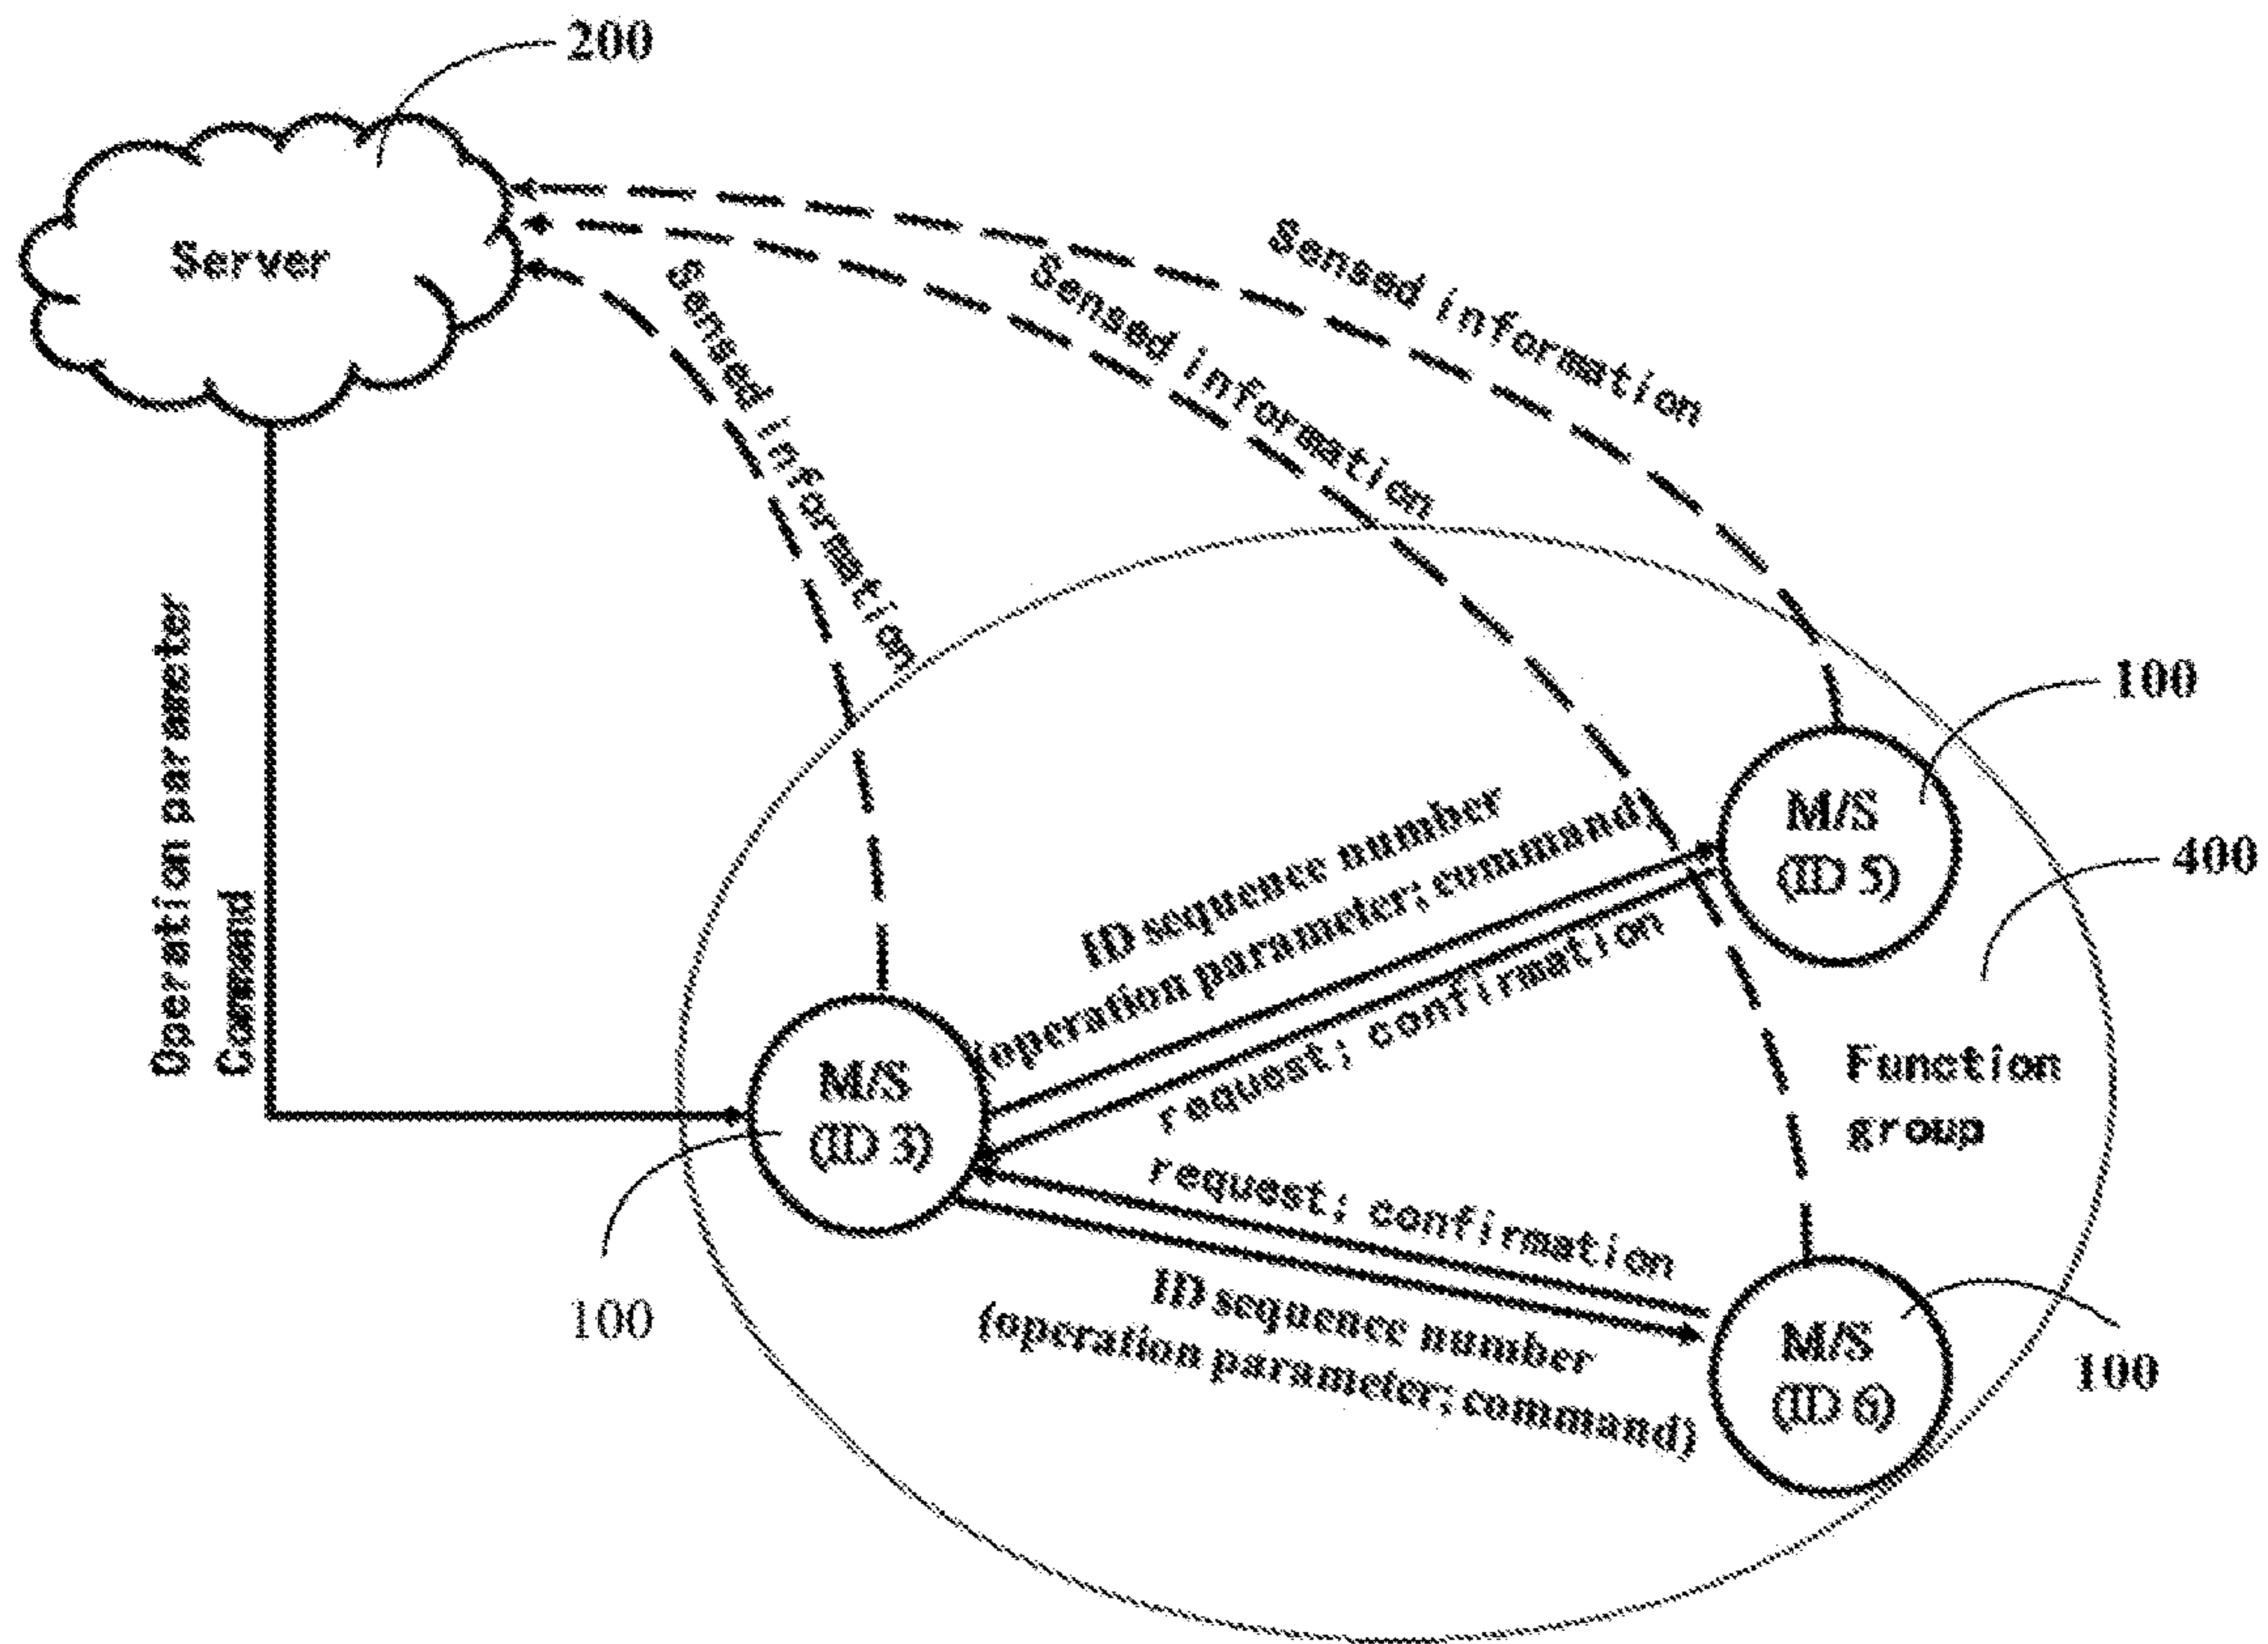 200
Server
Sensed information
Sensed information
Sensed information
Operation parameter
Command
100
M/S
(ID 5)
400
ID sequence number
(operation parameter; command)
request; confirmation
Function
group
M/S
(ID 3)
100
request; confirmation
ID sequence number
(operation parameter; command)
M/S
(ID 6)
100